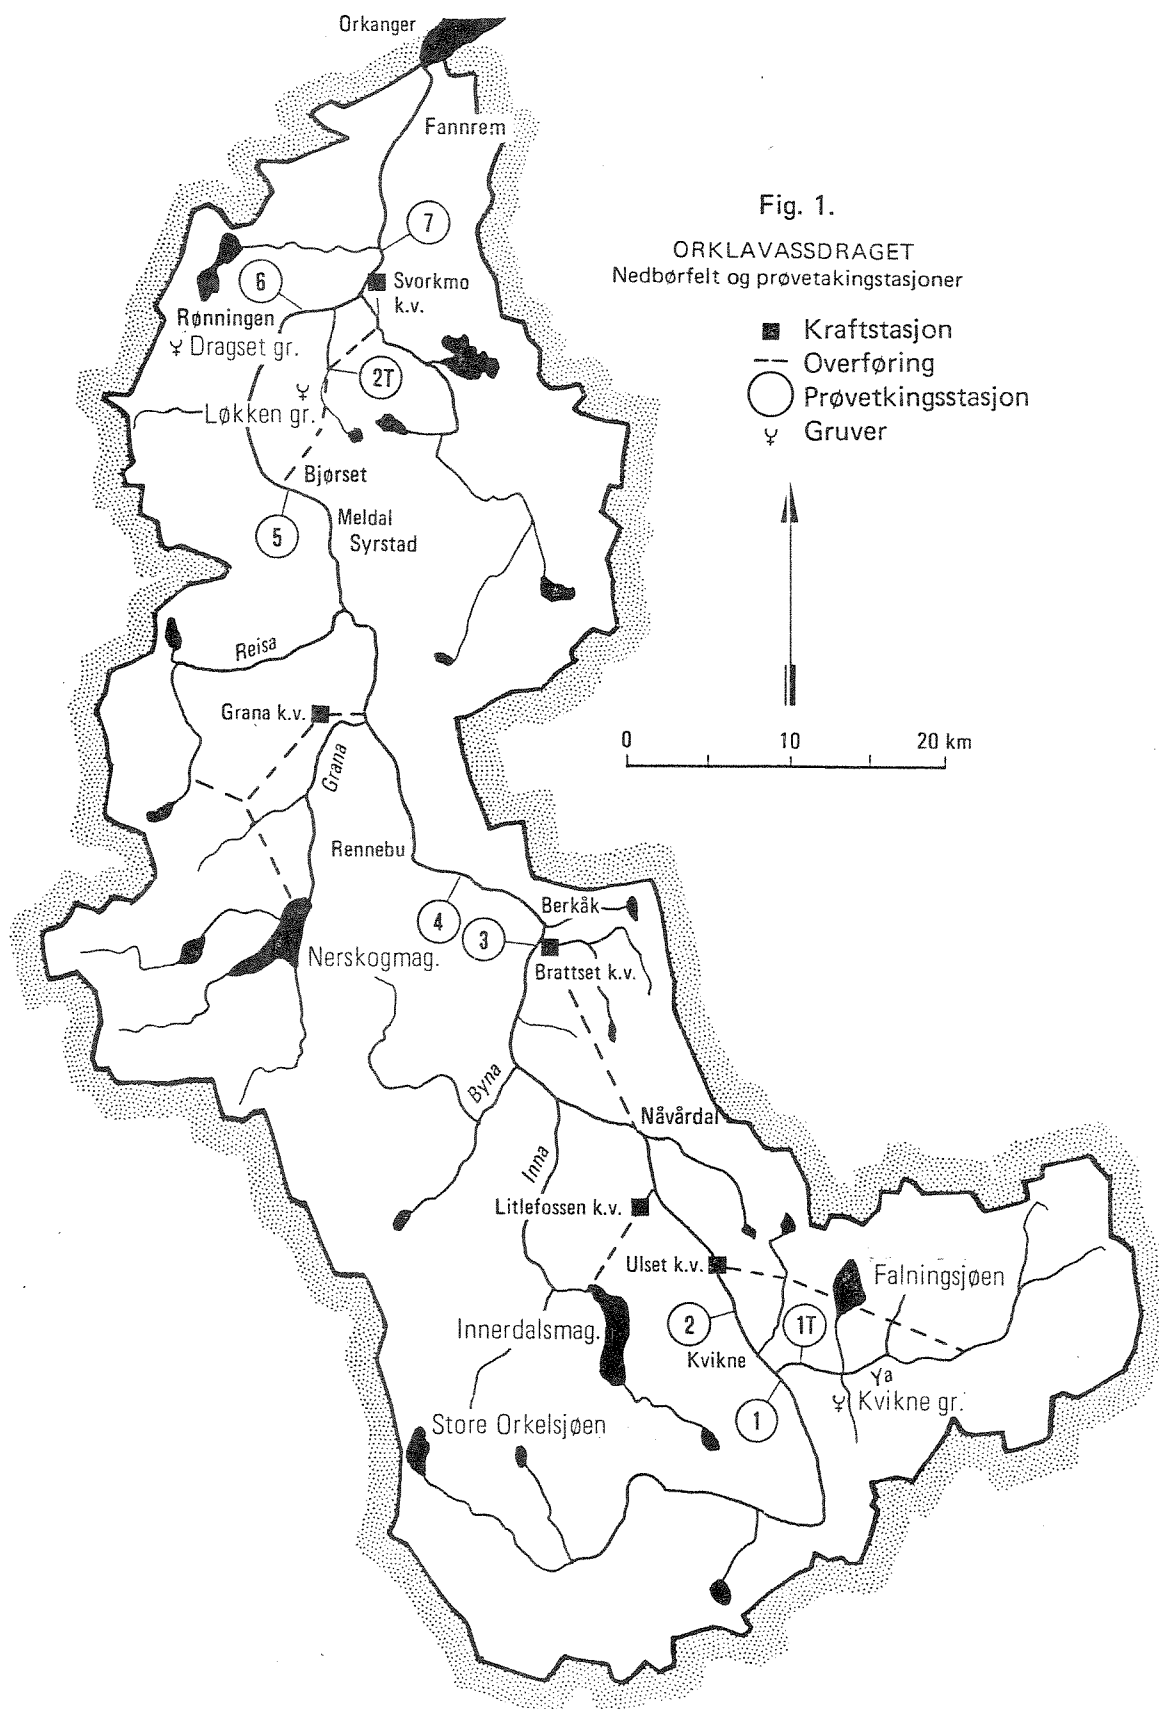 Orkanger
Fannrem
Fig. 1.
ORKLAVASSDRAGET
Nedbørfelt og prøvetakingstasjoner
Kraftstasjon
Overføring
Prøvetkingsstasjon
Gruver
7
6
Svorkmo
k.v.
Rønningen
Dragset gr.
2T
Løkken gr.
Bjørset
5
Meldal
Syrstad
Reisa
Grana k.v.
0 10 20 km
Grana
Rennebu
4
3
Berkåk
Brattset k.v.
Nerskogmag.
Byna
Nåvårdal
Inna
Litlefossen k.v.
Ulset k.v.
Falningsjøen
Innerdalsmag.
2
1T
Kvikne
Ya
Kvikne gr.
1
Store Orkelsjøen